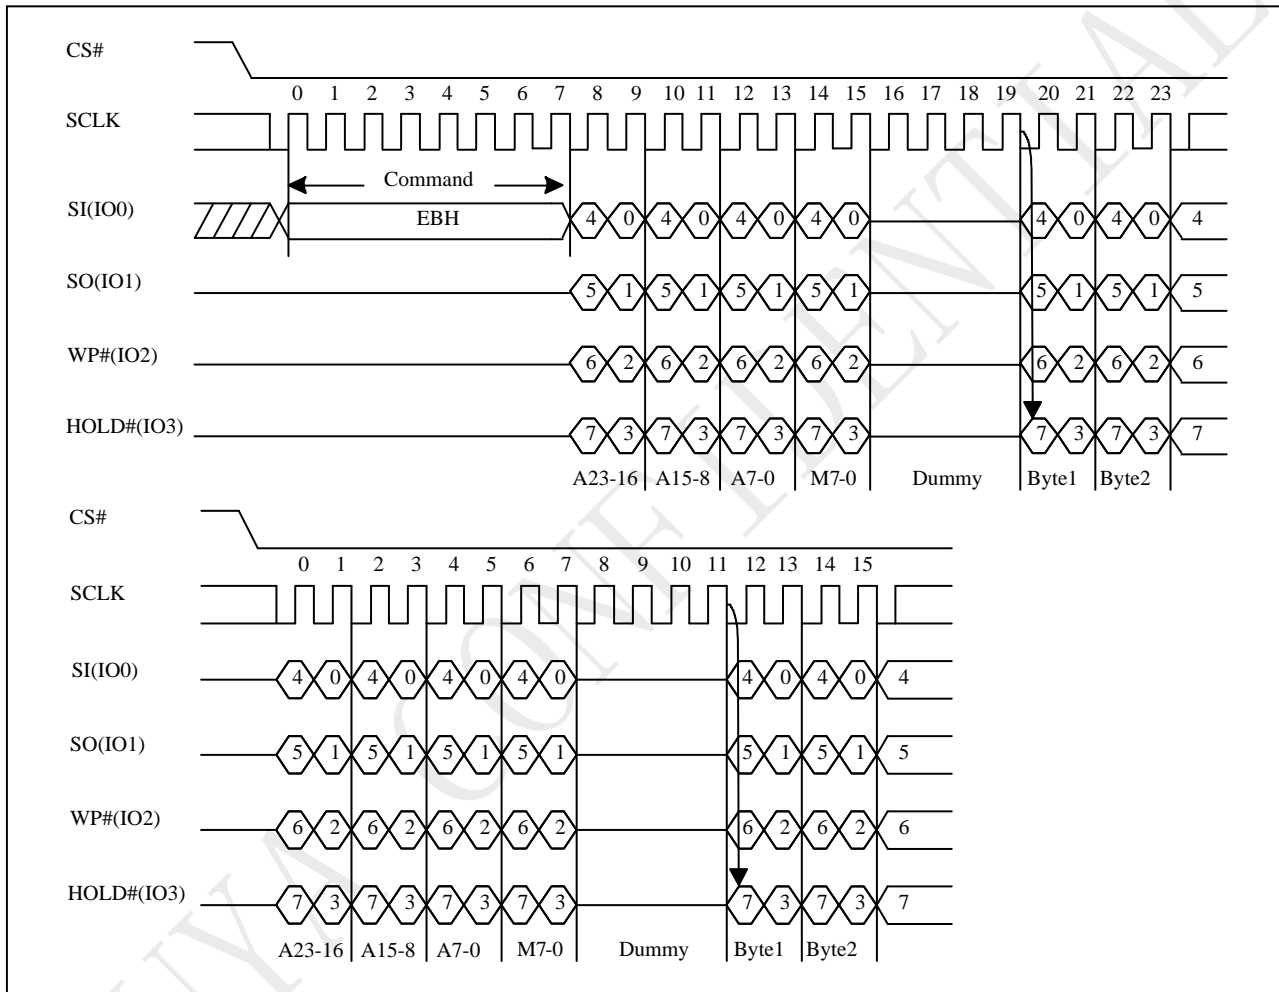 CS#
0 1 2 3 4 5 6 7 8 9 10 11 12 13 14 15 16 17 18 19 20 21 22 23
SCLK
Command
SI(IO0) EBH 4 0 4 0 4 0 4 0 4 0 4 0 4
SO(IO1) 5 1 5 1 5 1 5 1 5 1 5 1 5
WP#(IO2) 6 2 6 2 6 2 6 2 6 2 6 2 6
HOLD#(IO3) 7 3 7 3 7 3 7 3 7 3 7 3 7
A23-16 A15-8 A7-0 M7-0 Dummy Byte1 Byte2
CS#
0 1 2 3 4 5 6 7 8 9 10 11 12 13 14 15
SCLK
SI(IO0) 4 0 4 0 4 0 4 0 4 0 4 0 4
SO(IO1) 5 1 5 1 5 1 5 1 5 1 5 1 5
WP#(IO2) 6 2 6 2 6 2 6 2 6 2 6 2 6
HOLD#(IO3) 7 3 7 3 7 3 7 3 7 3 7 3 7
A23-16 A15-8 A7-0 M7-0 Dummy Byte1 Byte2
UYA CONFIDENTIAL